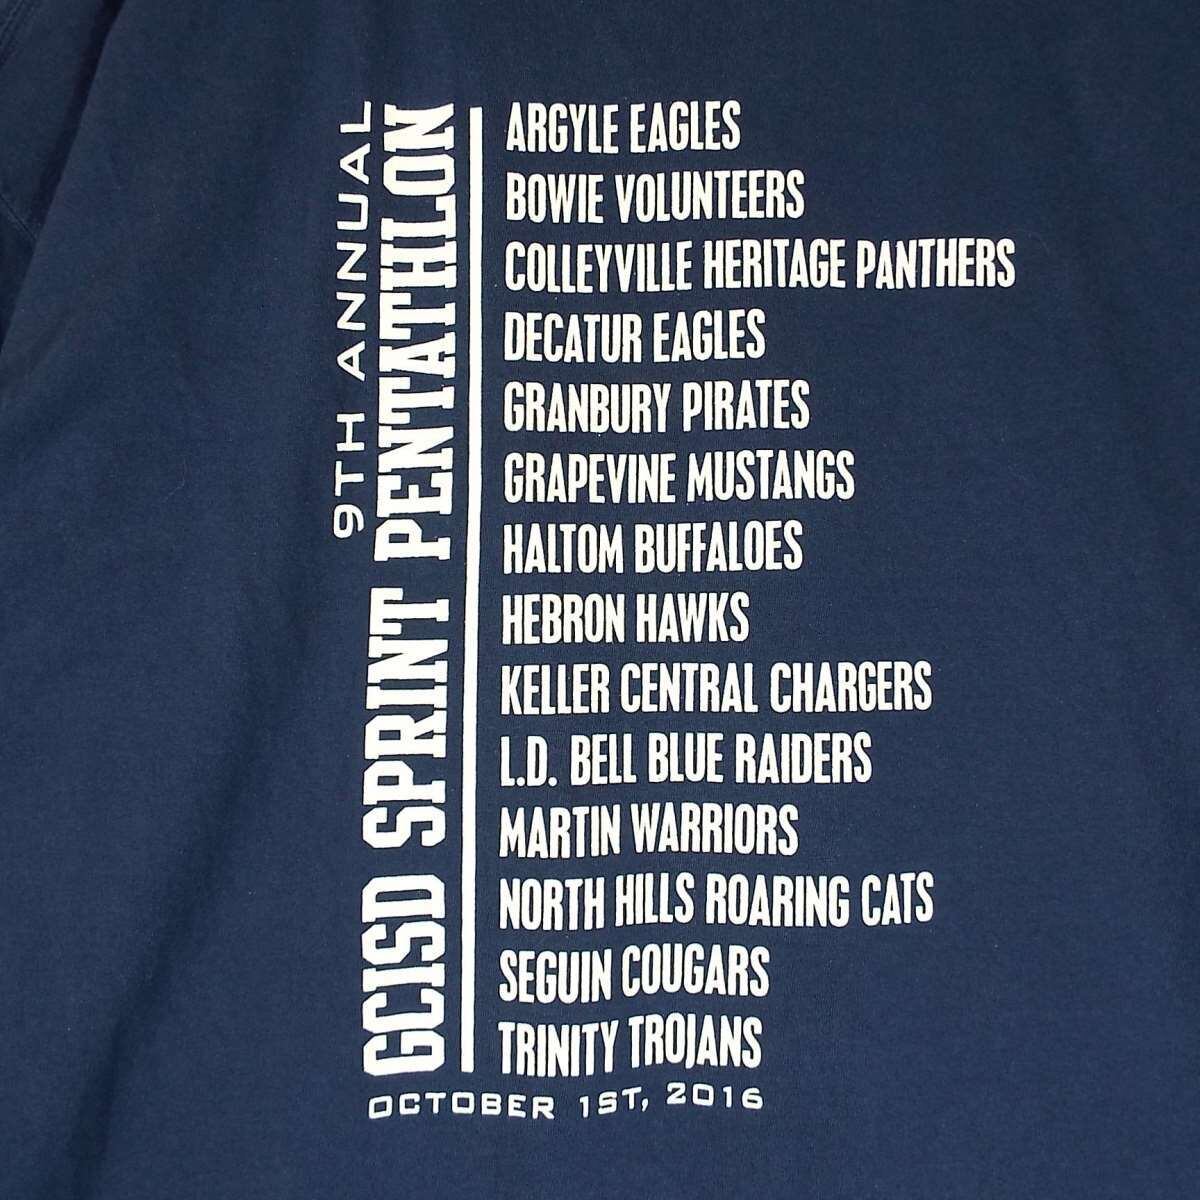 9TH ANNUAL
GCISD SPRINT PENTATHLON
ARGYLE EAGLES
BOWIE VOLUNTEERS
COLLEYVILLE HERITAGE PANTHERS
DECATUR EAGLES
GRANBURY PIRATES
GRAPEVINE MUSTANGS
HALTOM BUFFALOES
HEBRON HAWKS
KELLER CENTRAL CHARGERS
L.D. BELL BLUE RAIDERS
MARTIN WARRIORS
NORTH HILLS ROARING CATS
SEGUIN COUGARS
TRINITY TROJANS
OCTOBER 1ST, 2016